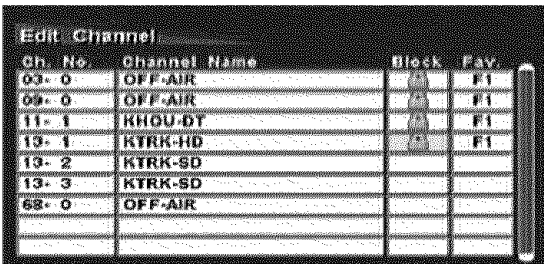 Edit Channel
Ch. No. Channel Name Block Fav.
03- 0 OFF-AIR F1
09- 0 OFF-AIR F1
11- 1 KHOU-DT F1
13- 1 KTRK-HD F1
13- 2 KTRK-SD
13- 3 KTRK-SD
68- 0 OFF-AIR